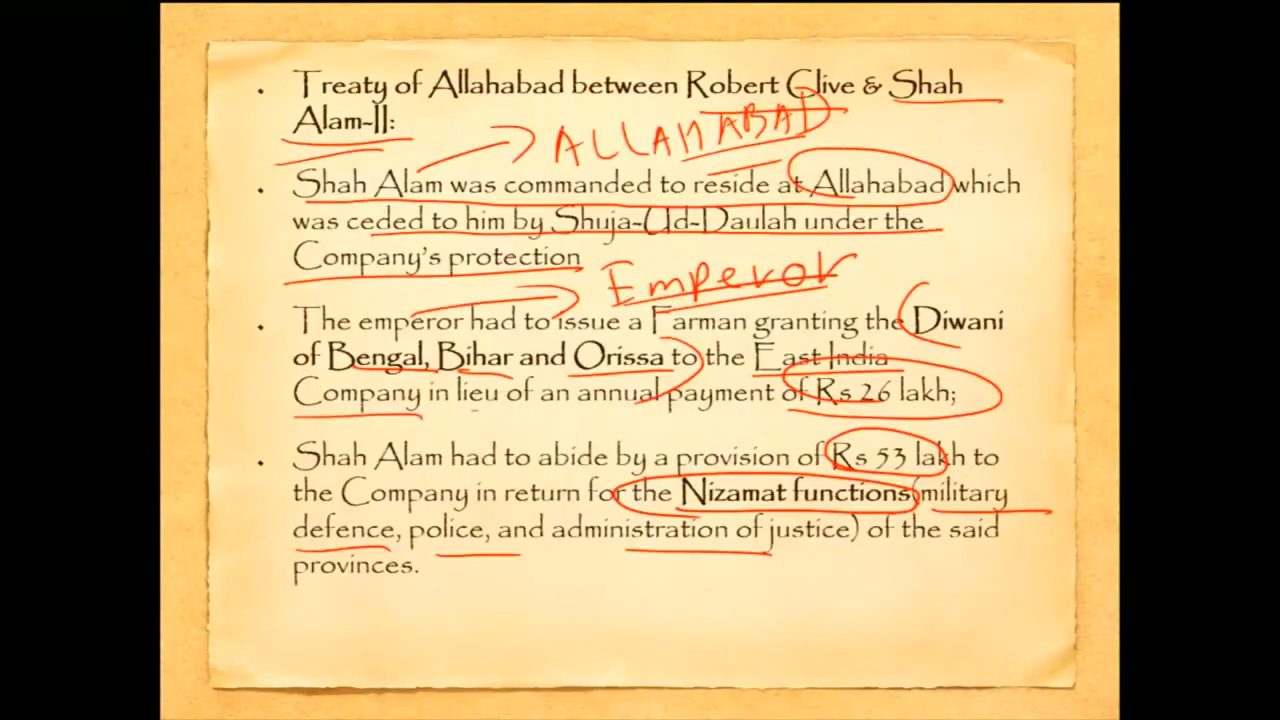 • Treaty of Allahabad between Robert Clive & Shah
Alam-II:
ALLAHABAD
• Shah Alam was commanded to reside at Allahabad which
was ceded to him by Shuja-Ud-Daulah under the
Company's protection
Emperor
• The emperor had to issue a Farman granting the Diwani
of Bengal, Bihar and Orissa to the East India
Company in lieu of an annual payment of Rs 26 lakh;
• Shah Alam had to abide by a provision of Rs 53 lakh to
the Company in return for the Nizamat functions (military
defence, police, and administration of justice) of the said
provinces.